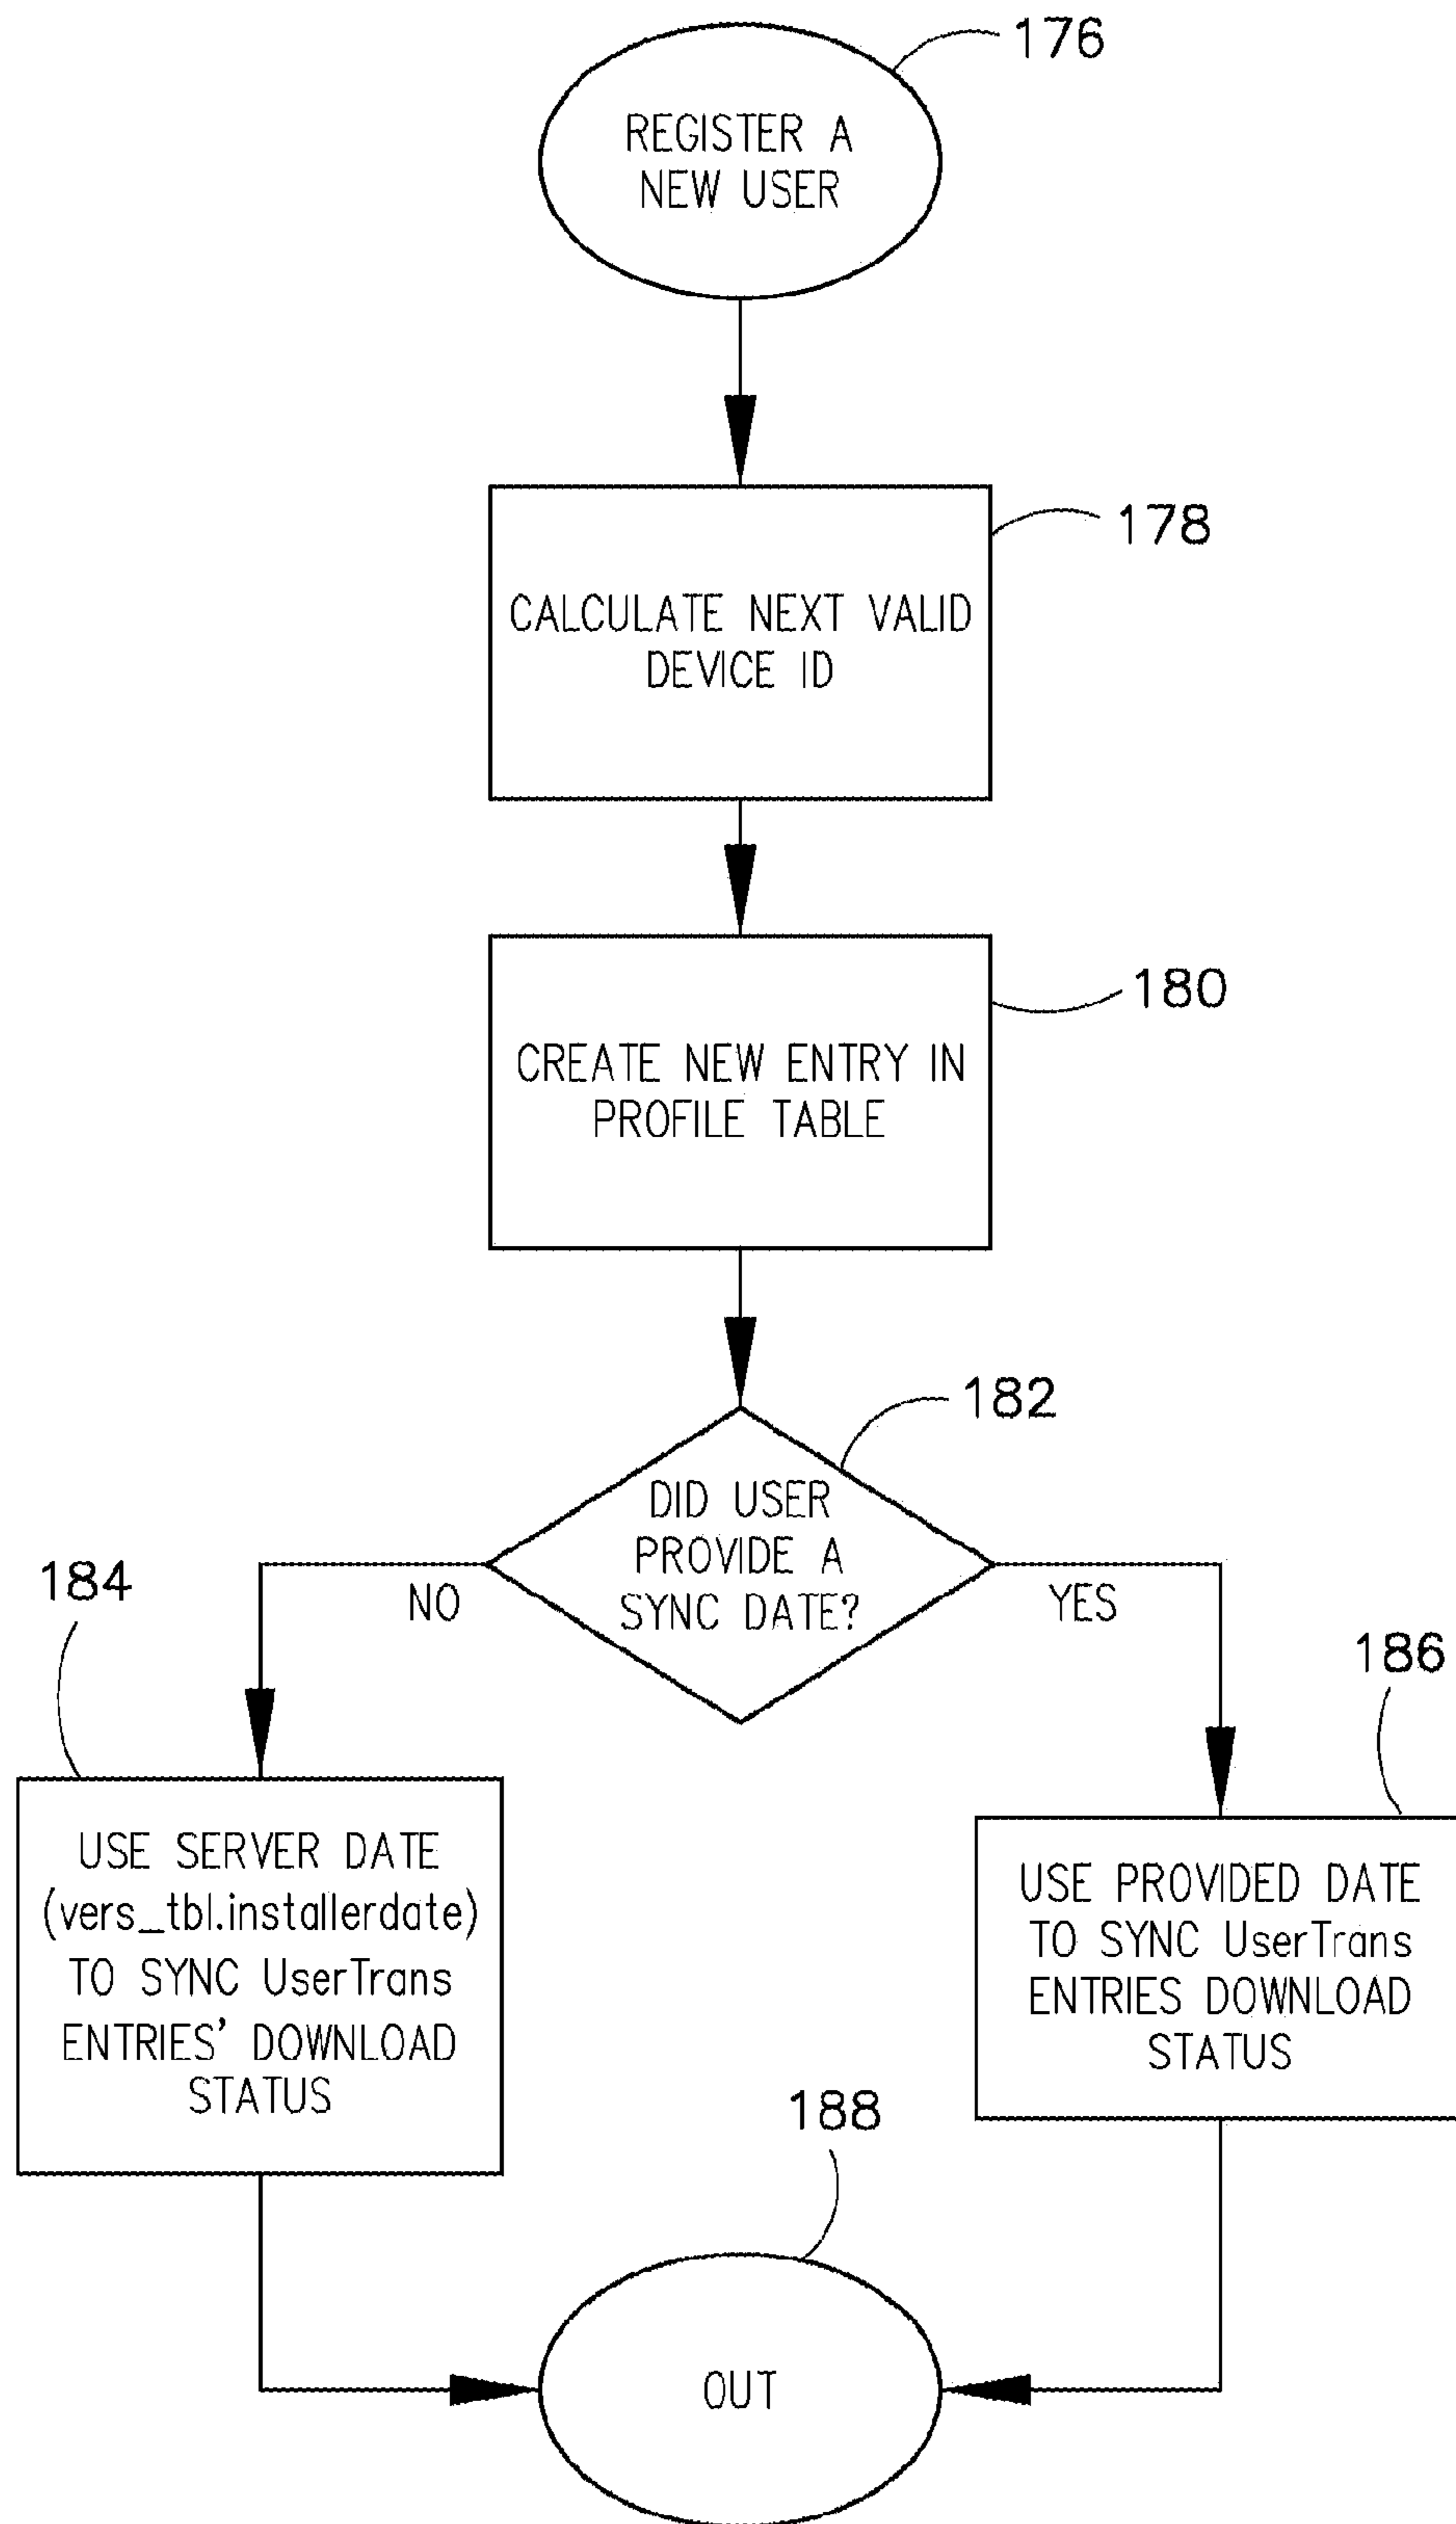 176
REGISTER A
NEW USER
178
CALCULATE NEXT VALID
DEVICE ID
180
CREATE NEW ENTRY IN
PROFILE TABLE
182
DID USER
PROVIDE A
SYNC DATE?
NO
YES
184
USE SERVER DATE
(vers_tbl.installerdate)
TO SYNC UserTrans
ENTRIES' DOWNLOAD
STATUS
186
USE PROVIDED DATE
TO SYNC UserTrans
ENTRIES DOWNLOAD
STATUS
188
OUT